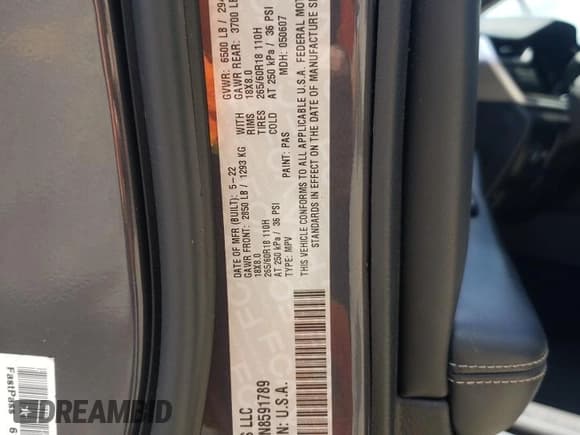 S LLC
N8591789
N: U.S.A.
DATE OF MFR (BUILT): 5-22
GAWR FRONT: 2850 LB / 1293 KG
18X8.0
265/60R18 110H
AT 250 kPa / 36 PSI
TYPE: MPV
WITH
RIMS
TIRES
COLD
PAINT: PAS
GVWR: 6500 LB / 29
GAWR REAR: 3700 LB
18X8.0
265/60R18 110H
AT 250 kPa / 36 PSI
MDH: 050607
THIS VEHICLE CONFORMS TO ALL APPLICABLE U.S.A. FEDERAL MOTO
STANDARDS IN EFFECT ON THE DATE OF MANUFACTURE S
FastPass
6
DREAMBID